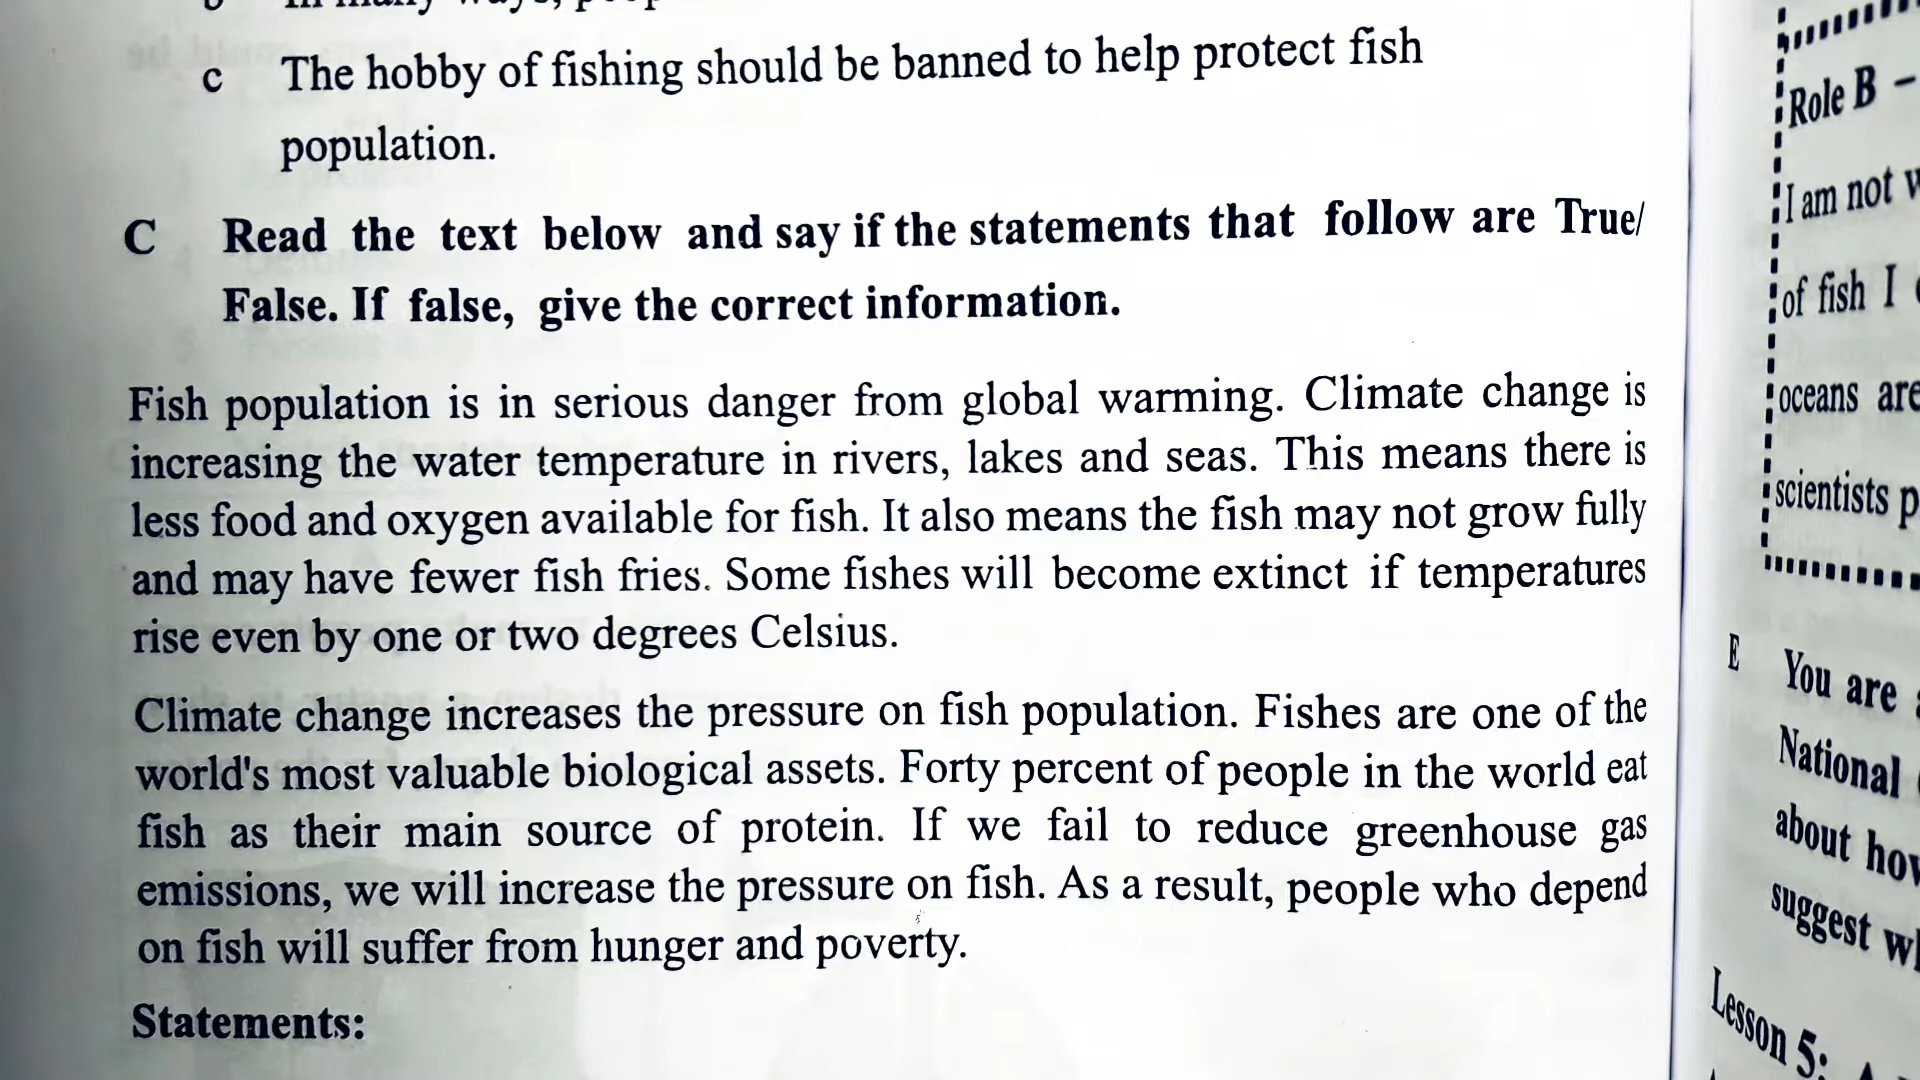 c The hobby of fishing should be banned to help protect fish
population.
C Read the text below and say if the statements that follow are True/
False. If false, give the correct information.
Fish population is in serious danger from global warming. Climate change is
increasing the water temperature in rivers, lakes and seas. This means there is
less food and oxygen available for fish. It also means the fish may not grow fully
and may have fewer fish fries. Some fishes will become extinct if temperatures
rise even by one or two degrees Celsius.
Climate change increases the pressure on fish population. Fishes are one of the
world's most valuable biological assets. Forty percent of people in the world eat
fish as their main source of protein. If we fail to reduce greenhouse gas
emissions, we will increase the pressure on fish. As a result, people who depend
on fish will suffer from hunger and poverty.
Statements:
Role B –
I am not
of fish I
oceans are
scientists
E You are
National
about how
suggest
Lesson 5: